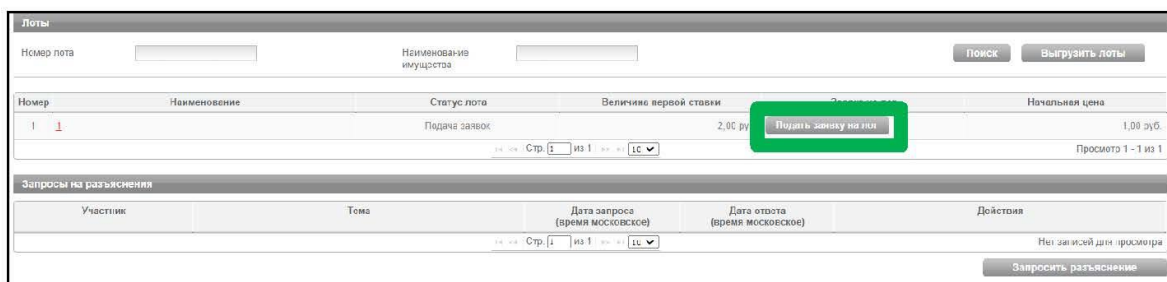 Лоты
Номер лота
Наименование имущества
Поиск
Выгрузить лоты
Номер Наименование Статус лота Величина первой ставки Заявка на лот Начальная цена
1 1 Подача заявок 2,00 ру Подать заявку на лот 1,00 руб.
Стр. 1 из 1 10 Просмотр 1 - 1 из 1
Запросы на разъяснения
Участник Тема Дата запроса (время московское) Дата ответа (время московское) Действия
Стр. 1 из 1 10 Нет записей для просмотра
Запросить разъяснение